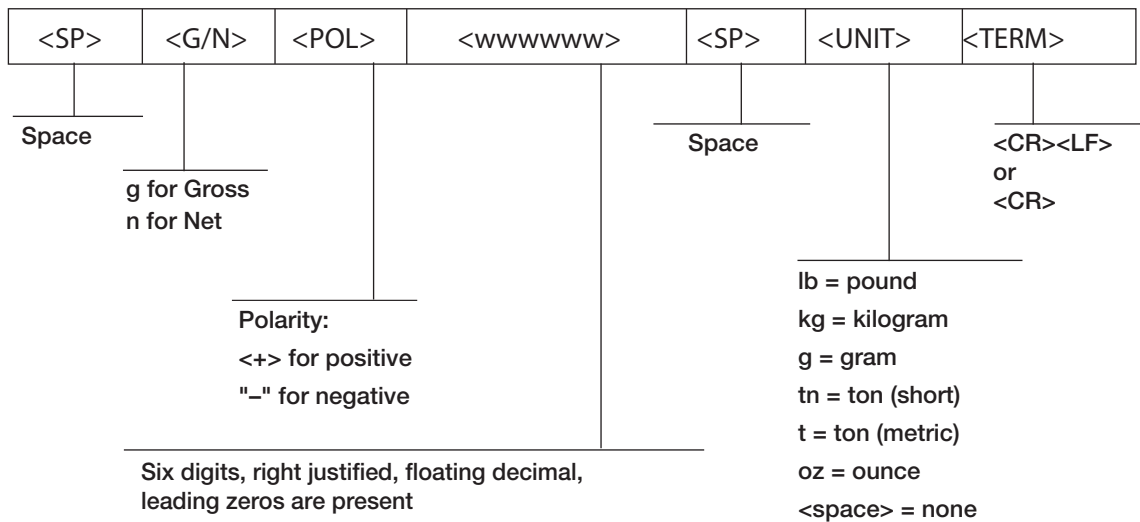 <SP> <G/N> <POL> <wwwwww> <SP> <UNIT> <TERM>
Space
g for Gross
n for Net
Polarity:
<+> for positive
"–" for negative
Six digits, right justified, floating decimal,
leading zeros are present
Space
lb = pound
kg = kilogram
g = gram
tn = ton (short)
t = ton (metric)
oz = ounce
<space> = none
<CR><LF>
or
<CR>